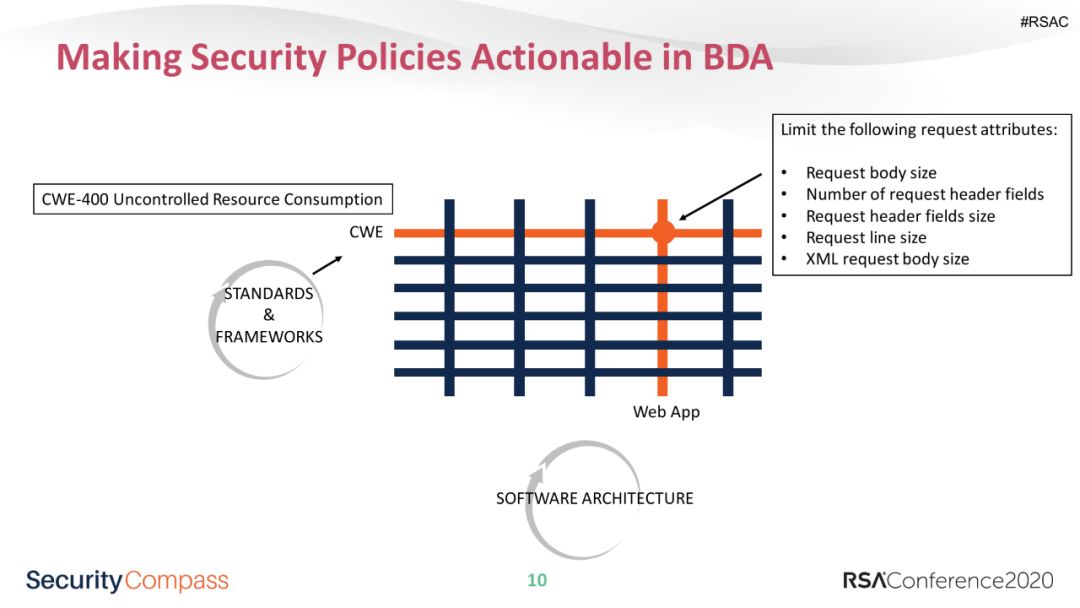 #RSAC
Making Security Policies Actionable in BDA
Limit the following request attributes:
• Request body size
• Number of request header fields
• Request header fields size
• Request line size
• XML request body size
CWE-400 Uncontrolled Resource Consumption
CWE
STANDARDS
&
FRAMEWORKS
Web App
SOFTWARE ARCHITECTURE
SecurityCompass
10
RSAConference2020